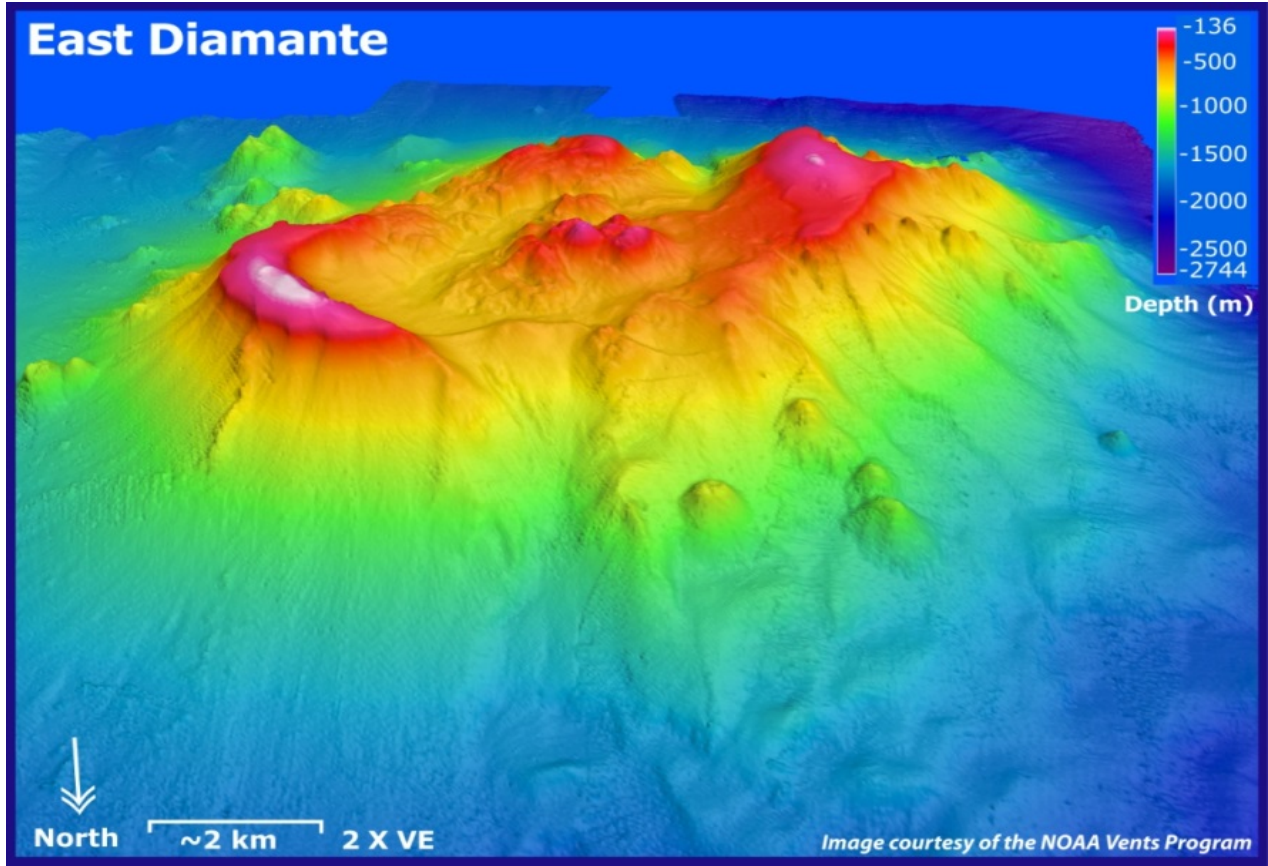 East Diamante
-136
-500
-1000
-1500
-2000
-2500
-2744
Depth (m)
North
~2 km
2 X VE
Image courtesy of the NOAA Vents Program